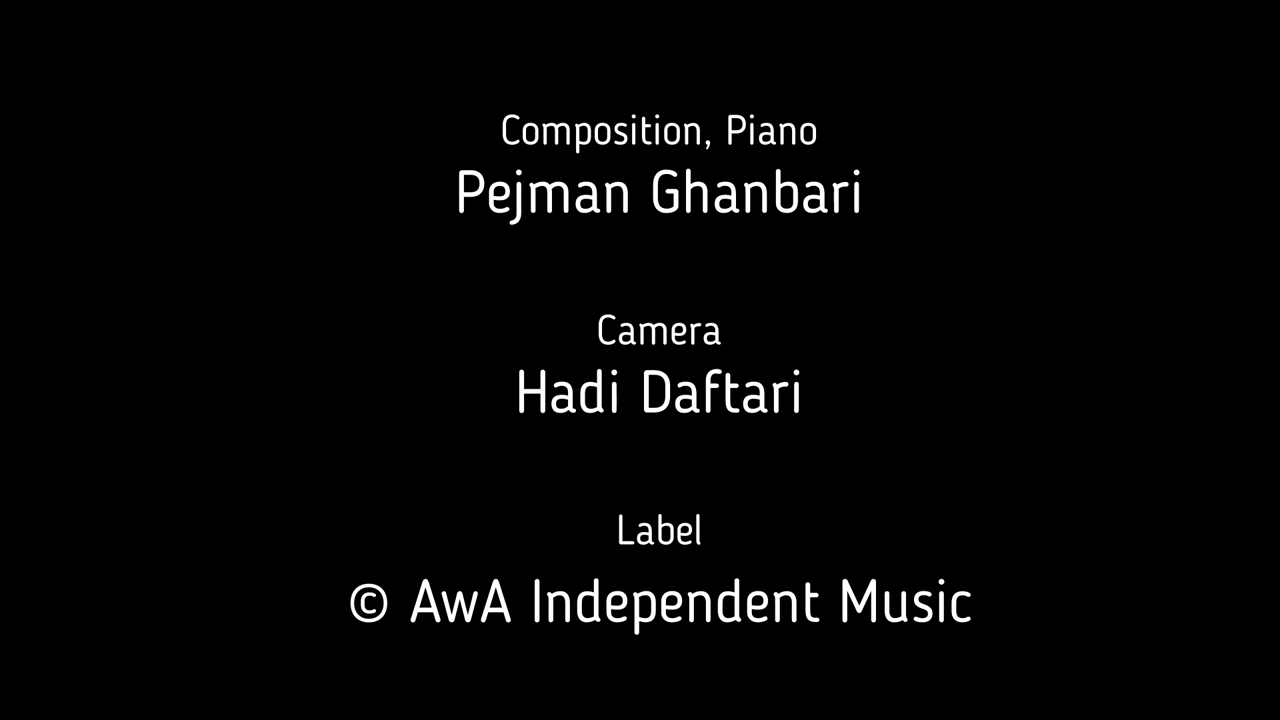 Composition, Piano
Pejman Ghanbari
Camera
Hadi Daftari
Label
© AwA Independent Music